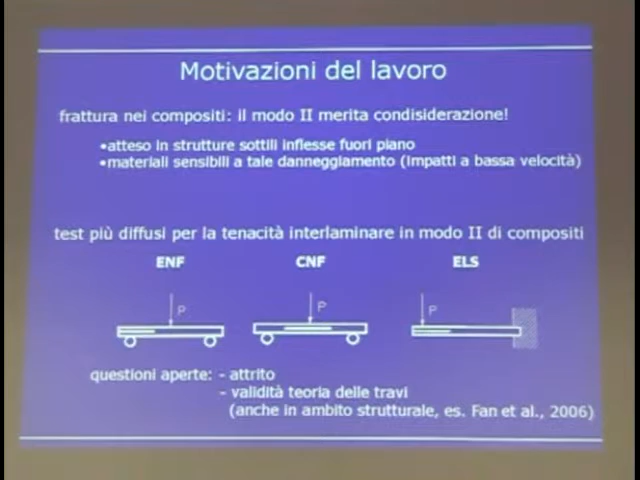 Motivazioni del lavoro
frattura nei compositi: il modo II merita condisiderazione!
•atteso in strutture sottili inflesse fuori piano
•materiali sensibili a tale danneggiamento (impatti a bassa velocità)
test più diffusi per la tenacità interlaminare in modo II di compositi
ENF CNF ELS
P P P
questioni aperte: - attrito
- validità teoria delle travi
(anche in ambito strutturale, es. Fan et al., 2006)